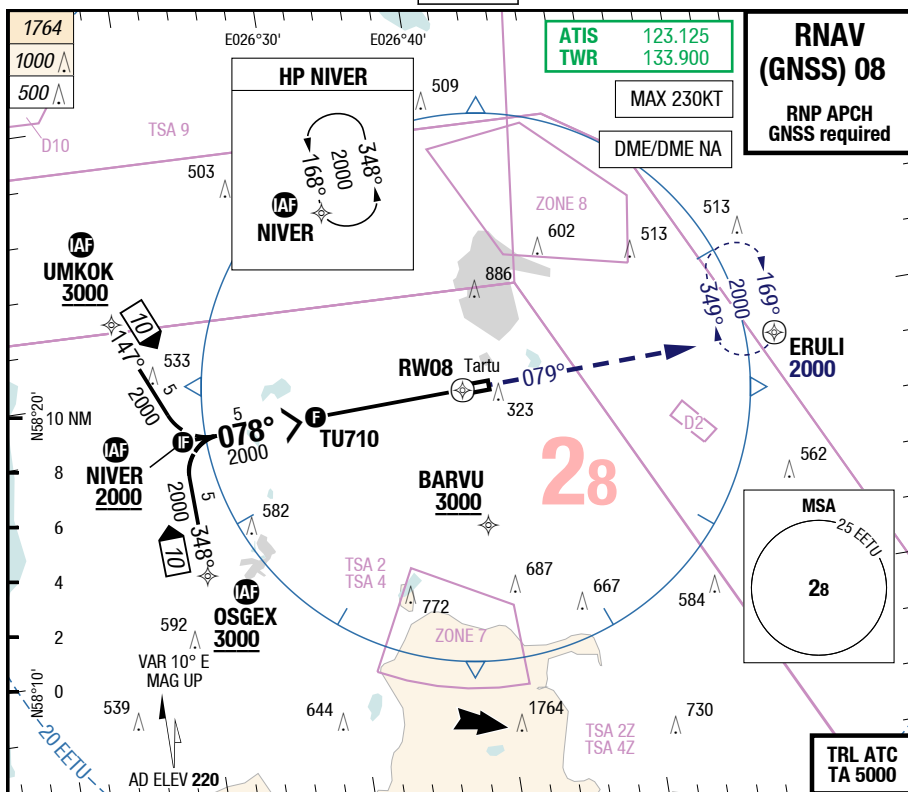 1764
1000
500
E026°30'
E026°40'
ATIS 123.125
TWR 133.900
RNAV
(GNSS) 08
RNP APCH
GNSS required
MAX 230KT
DME/DME NA
D10
TSA 9
503
509
HP NIVER
348°
2000
168°
IAF
NIVER
ZONE 8
602
513
513
886
IAF
UMKOK
3000
10
147°
5
2000
533
349°
2000
169°
ERULI
2000
RW08
Tartu
079°
323
N58°20'
10 NM
IF
5
078°
2000
F
TU710
D2
28
IAF
NIVER
2000
8
562
BARVU
3000
5
2000
348°
10
582
6
MSA
25 EETU
28
IAF
OSGEX
3000
4
TSA 2
TSA 4
687
667
584
772
592
2
ZONE 7
VAR 10° E
MAG UP
N58°10'
0
539
644
1764
730
TSA 2Z
TSA 4Z
20 EETU
AD ELEV 220
TRL ATC
TA 5000